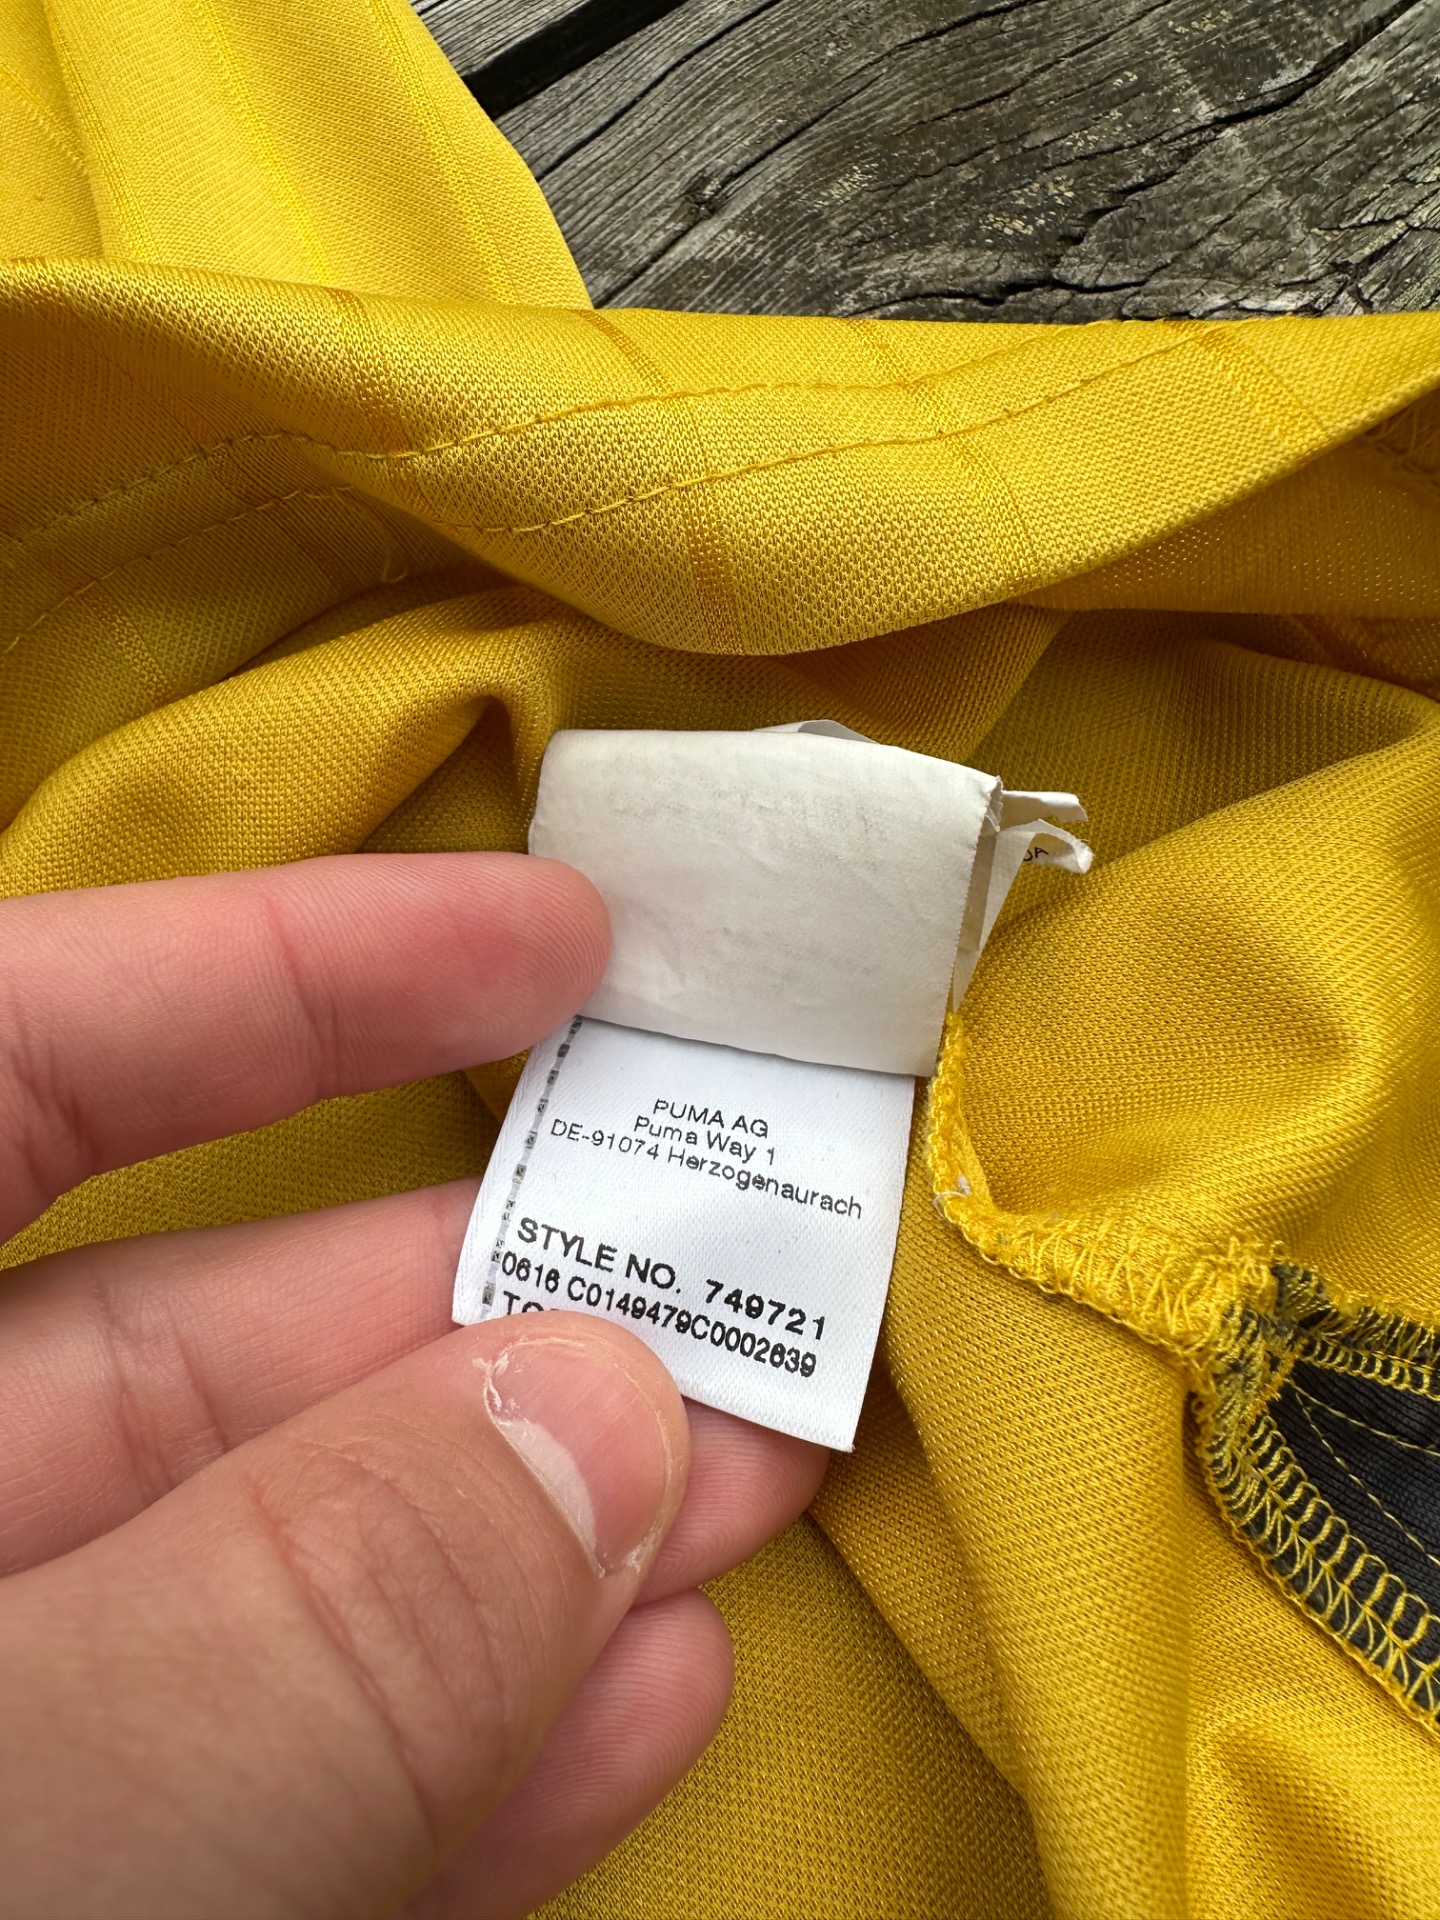 PUMA AG
Puma Way 1
DE-91074 Herzogenaurach
STYLE NO. 749721
0616 C0149479C0002639